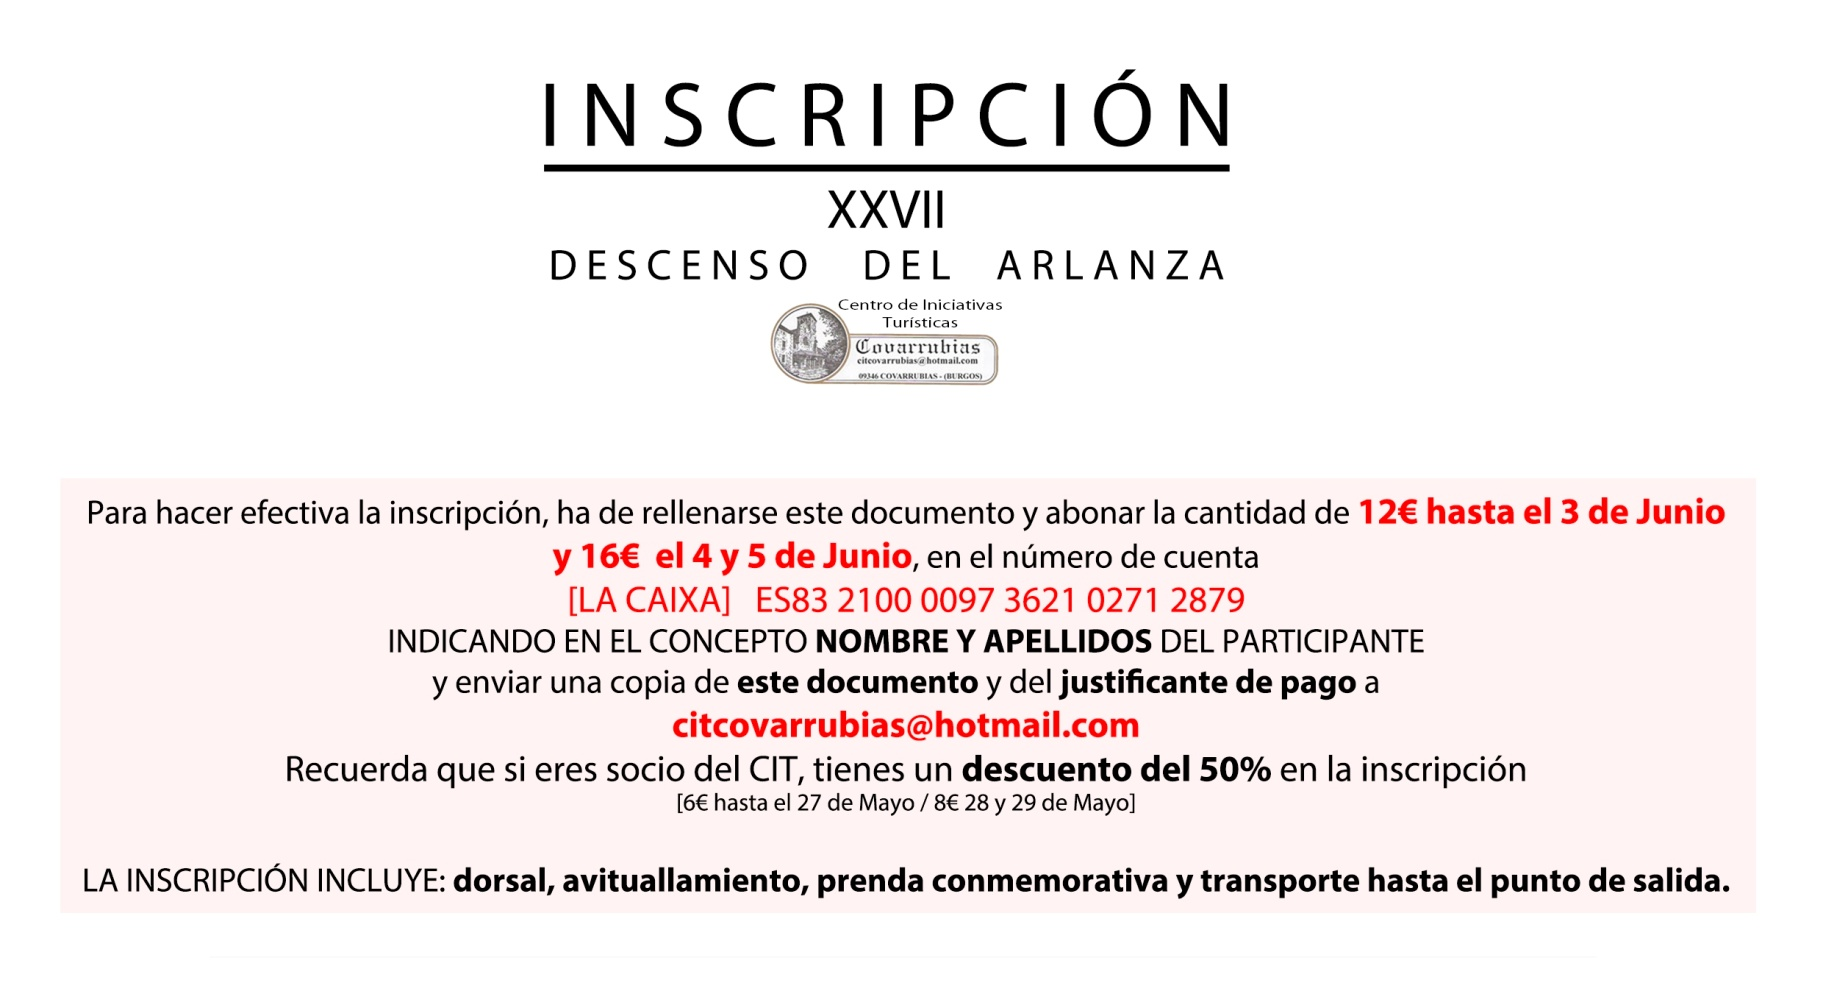 INSCRIPCIÓN
XXVII
DESCENSO DEL ARLANZA
Centro de Iniciativas
Turísticas
Covarrubias
citcovarrubias@hotmail.com
09346 COVARRUBIAS - (BURGOS)
Para hacer efectiva la inscripción, ha de rellenarse este documento y abonar la cantidad de 12€ hasta el 3 de Junio
y 16€ el 4 y 5 de Junio, en el número de cuenta
[LA CAIXA] ES83 2100 0097 3621 0271 2879
INDICANDO EN EL CONCEPTO NOMBRE Y APELLIDOS DEL PARTICIPANTE
y enviar una copia de este documento y del justificante de pago a
citcovarrubias@hotmail.com
Recuerda que si eres socio del CIT, tienes un descuento del 50% en la inscripción
[6€ hasta el 27 de Mayo / 8€ 28 y 29 de Mayo]
LA INSCRIPCIÓN INCLUYE: dorsal, avituallamiento, prenda conmemorativa y transporte hasta el punto de salida.